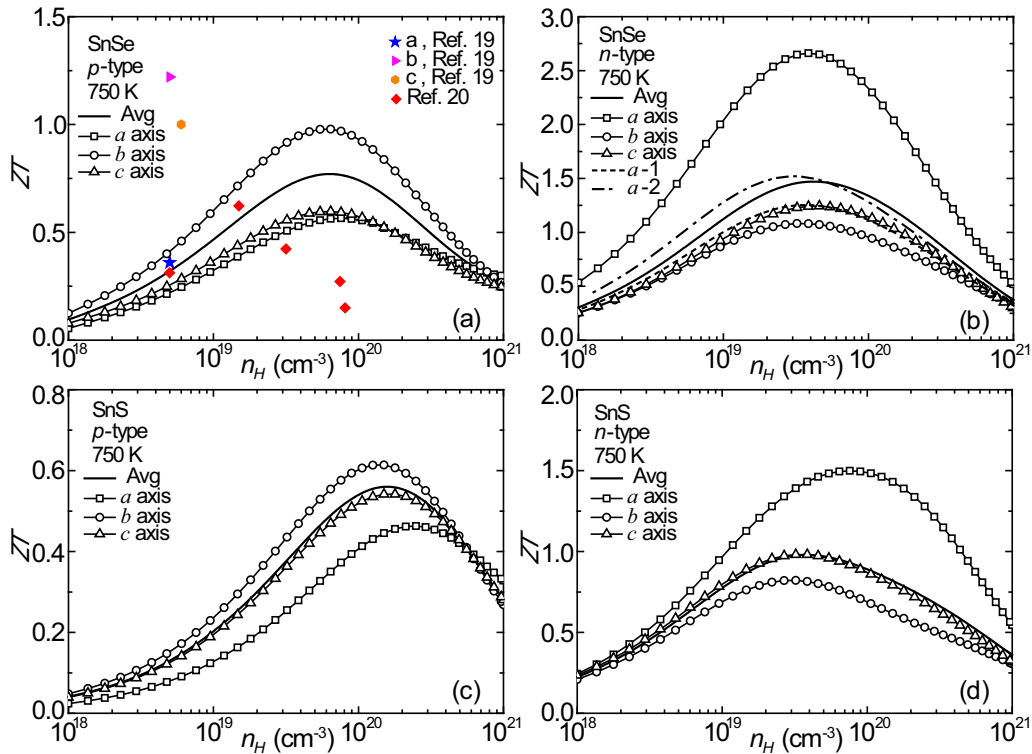 1.5
1.0
0.5
0.0
ZT
SnSe
p-type
750 K
Avg
a axis
b axis
c axis
a , Ref. 19
b , Ref. 19
c , Ref. 19
Ref. 20
(a)
10^18 10^19 10^20 10^21
n_H (cm^-3)
3.0
2.5
2.0
1.5
1.0
0.5
0.0
ZT
SnSe
n-type
750 K
Avg
a axis
b axis
c axis
a-1
a-2
(b)
10^18 10^19 10^20 10^21
n_H (cm^-3)
0.8
0.6
0.4
0.2
0.0
ZT
SnS
p-type
750 K
Avg
a axis
b axis
c axis
(c)
10^18 10^19 10^20 10^21
n_H (cm^-3)
2.0
1.5
1.0
0.5
0.0
ZT
SnS
n-type
750 K
Avg
a axis
b axis
c axis
(d)
10^18 10^19 10^20 10^21
n_H (cm^-3)